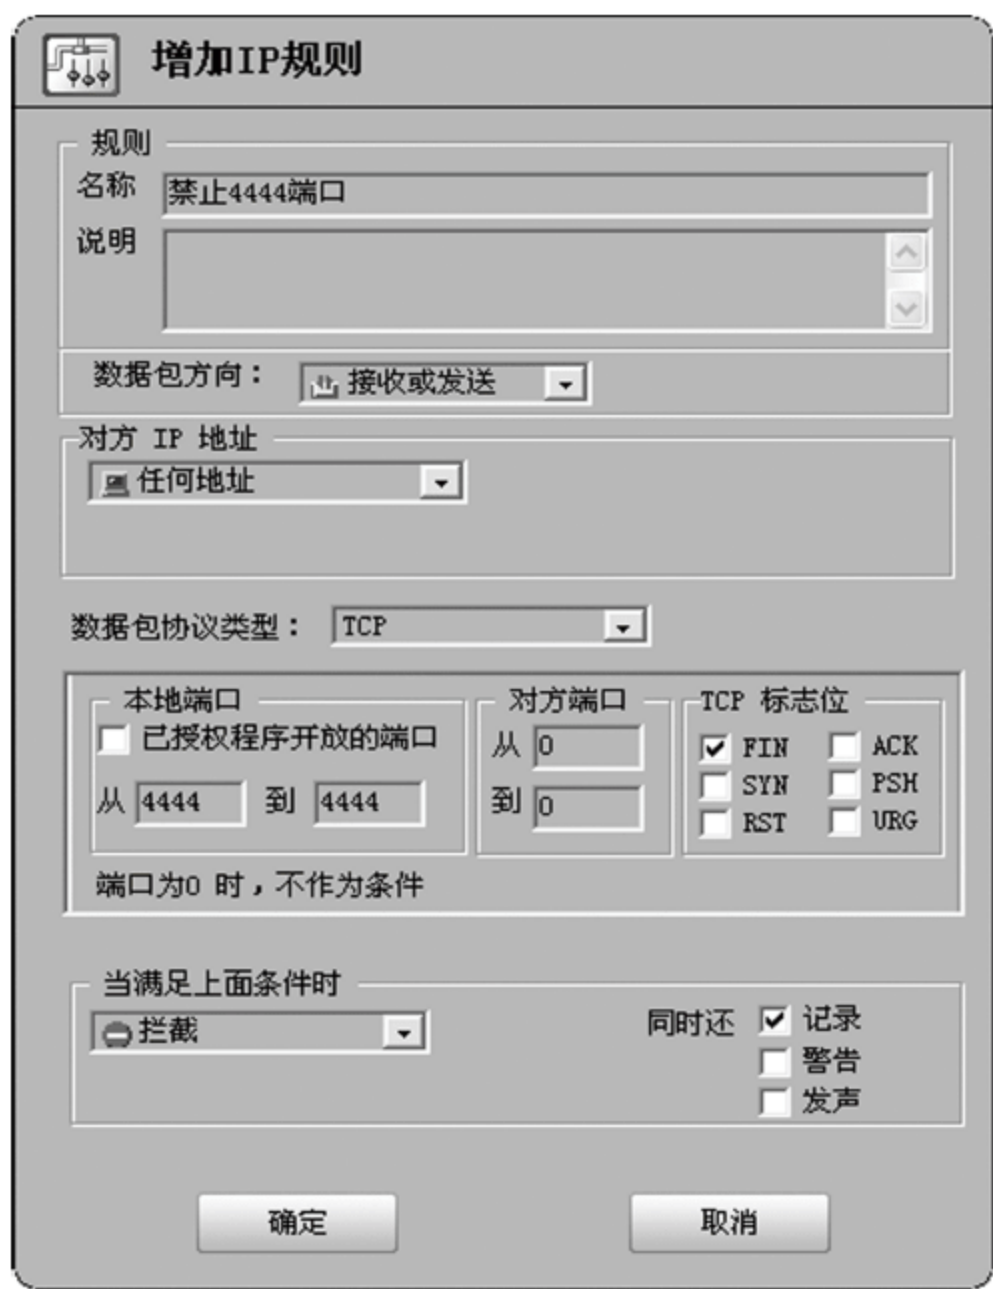 增加IP规则
规则
名称 禁止4444端口
说明
数据包方向： 接收或发送
对方 IP 地址
任何地址
数据包协议类型： TCP
本地端口 对方端口 TCP 标志位
已授权程序开放的端口 从 0 FIN ACK
从 4444 到 4444 到 0 SYN PSH
RST URG
端口为0 时，不作为条件
当满足上面条件时
拦截 同时还 记录
警告
发声
确定 取消